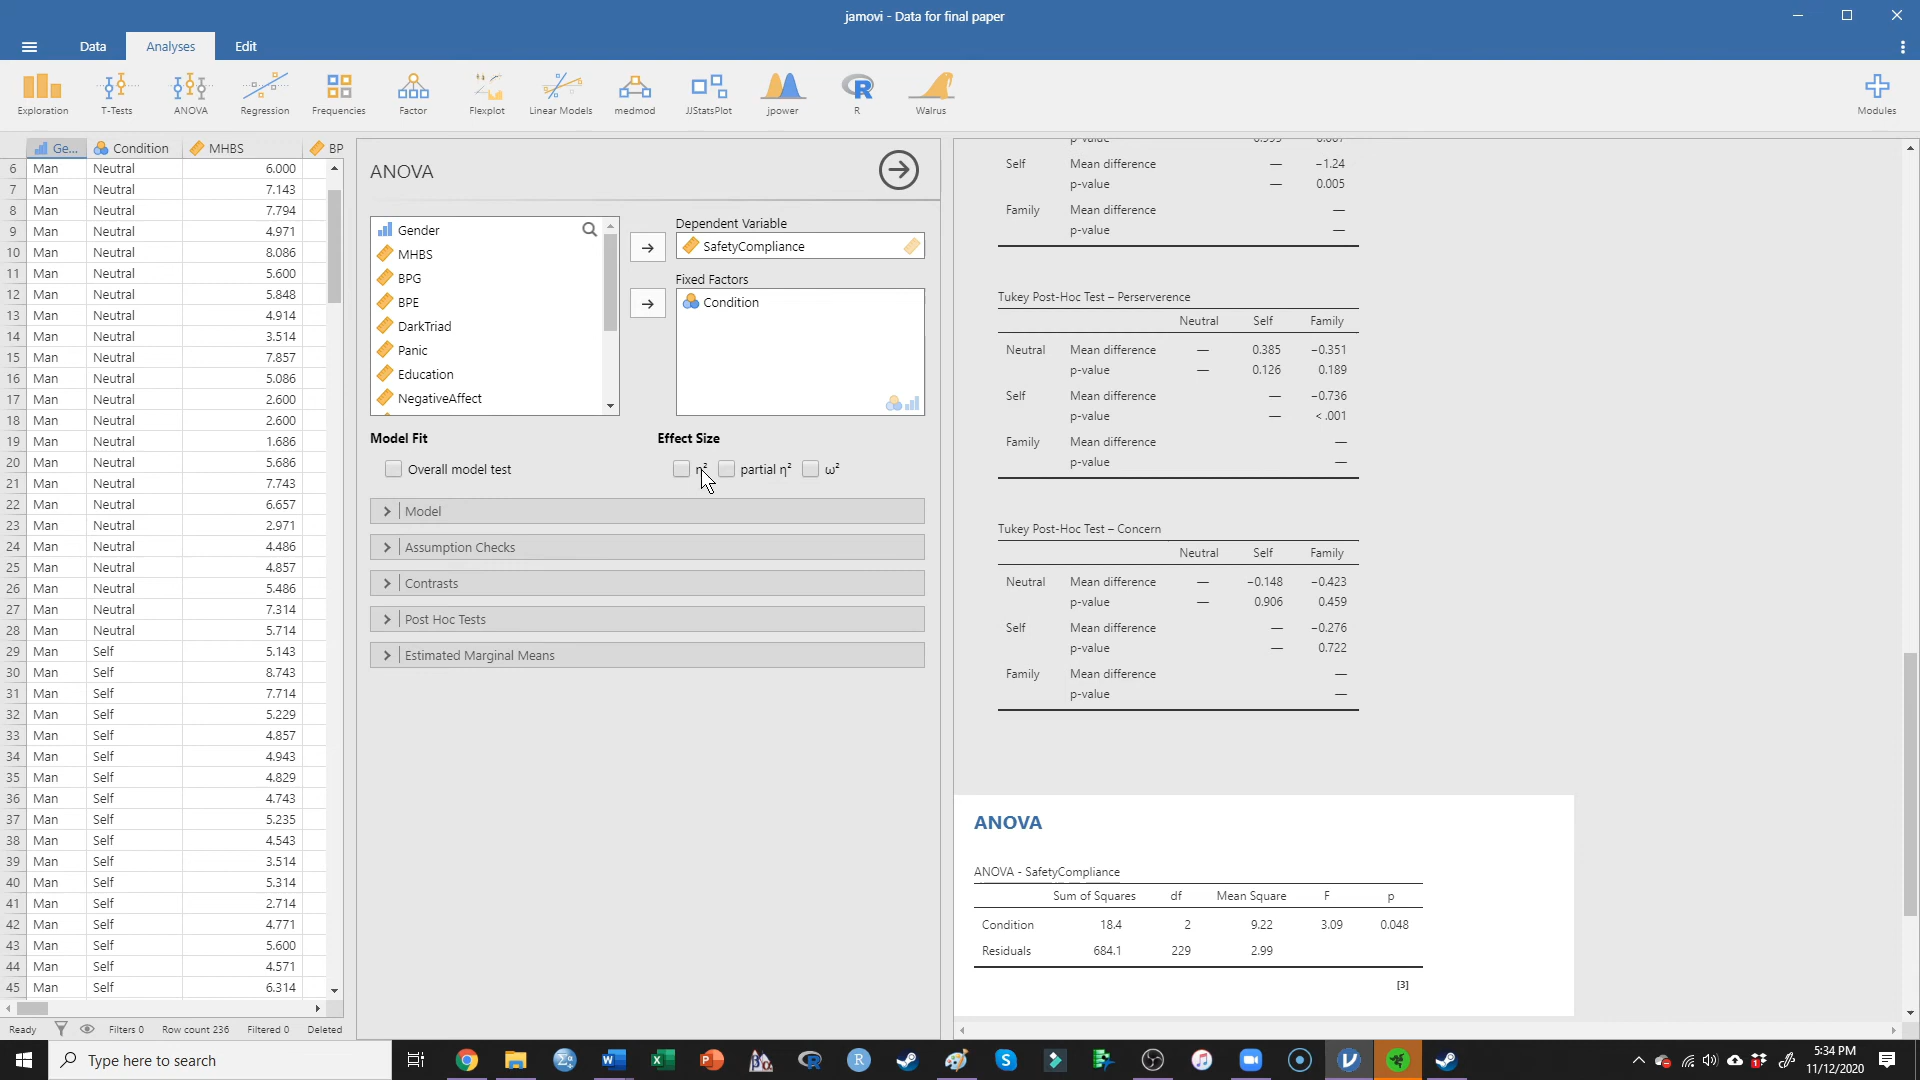 jamovi - Data for final paper
Data Analyses Edit
Exploration T-Tests ANOVA Regression Frequencies Factor Flexplot Linear Models medmod JJStatsPlot jpower R Walrus Modules
Ge... Condition MHBS BP
6 Man Neutral 6.000
7 Man Neutral 7.143
8 Man Neutral 7.794
9 Man Neutral 4.971
10 Man Neutral 8.086
11 Man Neutral 5.600
12 Man Neutral 5.848
13 Man Neutral 4.914
14 Man Neutral 3.514
15 Man Neutral 7.857
16 Man Neutral 5.086
17 Man Neutral 2.600
18 Man Neutral 2.600
19 Man Neutral 1.686
20 Man Neutral 5.686
21 Man Neutral 7.743
22 Man Neutral 6.657
23 Man Neutral 2.971
24 Man Neutral 4.486
25 Man Neutral 4.857
26 Man Neutral 5.486
27 Man Neutral 7.314
28 Man Neutral 5.714
29 Man Self 5.143
30 Man Self 8.743
31 Man Self 7.714
32 Man Self 5.229
33 Man Self 4.857
34 Man Self 4.943
35 Man Self 4.829
36 Man Self 4.743
37 Man Self 5.235
38 Man Self 4.543
39 Man Self 3.514
40 Man Self 5.314
41 Man Self 2.714
42 Man Self 4.771
43 Man Self 5.600
44 Man Self 4.571
45 Man Self 6.314
Ready Filters 0 Row count 236 Filtered 0 Deleted
ANOVA
Gender
MHBS
BPG
BPE
DarkTriad
Panic
Education
NegativeAffect
Dependent Variable
SafetyCompliance
Fixed Factors
Condition
Model Fit
Overall model test
Effect Size
η² partial η² ω²
Model
Assumption Checks
Contrasts
Post Hoc Tests
Estimated Marginal Means
p-value
Self Mean difference — −1.24
p-value — 0.005
Family Mean difference —
p-value —
Tukey Post-Hoc Test – Perserverence
Neutral Self Family
Neutral Mean difference — 0.385 −0.351
p-value — 0.126 0.189
Self Mean difference — −0.736
p-value — < .001
Family Mean difference —
p-value —
Tukey Post-Hoc Test – Concern
Neutral Self Family
Neutral Mean difference — −0.148 −0.423
p-value — 0.906 0.459
Self Mean difference — −0.276
p-value — 0.722
Family Mean difference —
p-value —
ANOVA
ANOVA - SafetyCompliance
Sum of Squares df Mean Square F p
Condition 18.4 2 9.22 3.09 0.048
Residuals 684.1 229 2.99
[3]
Type here to search
5:34 PM
11/12/2020